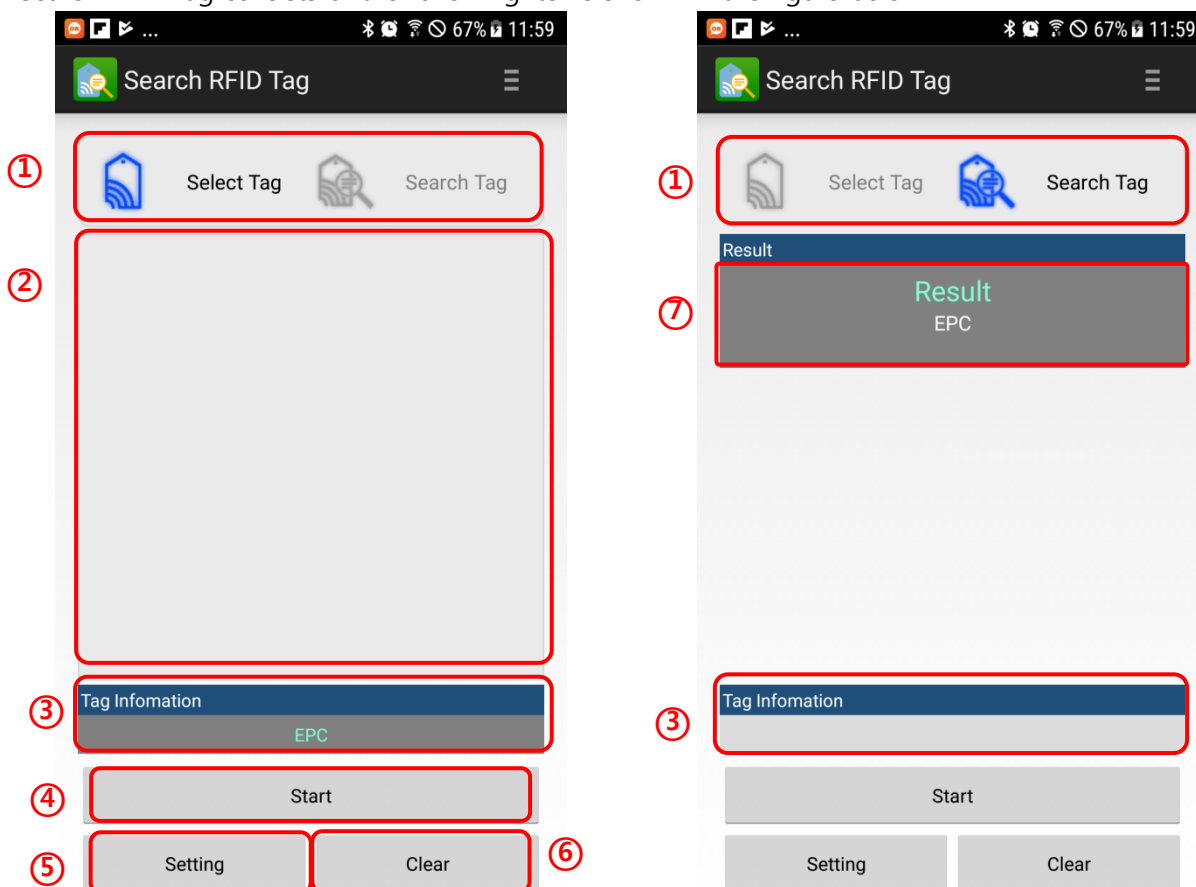 ... 67% 11:59
Search RFID Tag
① Select Tag Search Tag
②
③ Tag Infomation
EPC
④ Start
⑤ Setting Clear ⑥
... 67% 11:59
Search RFID Tag
① Select Tag Search Tag
Result
⑦ Result
EPC
③ Tag Infomation
Start
Setting Clear